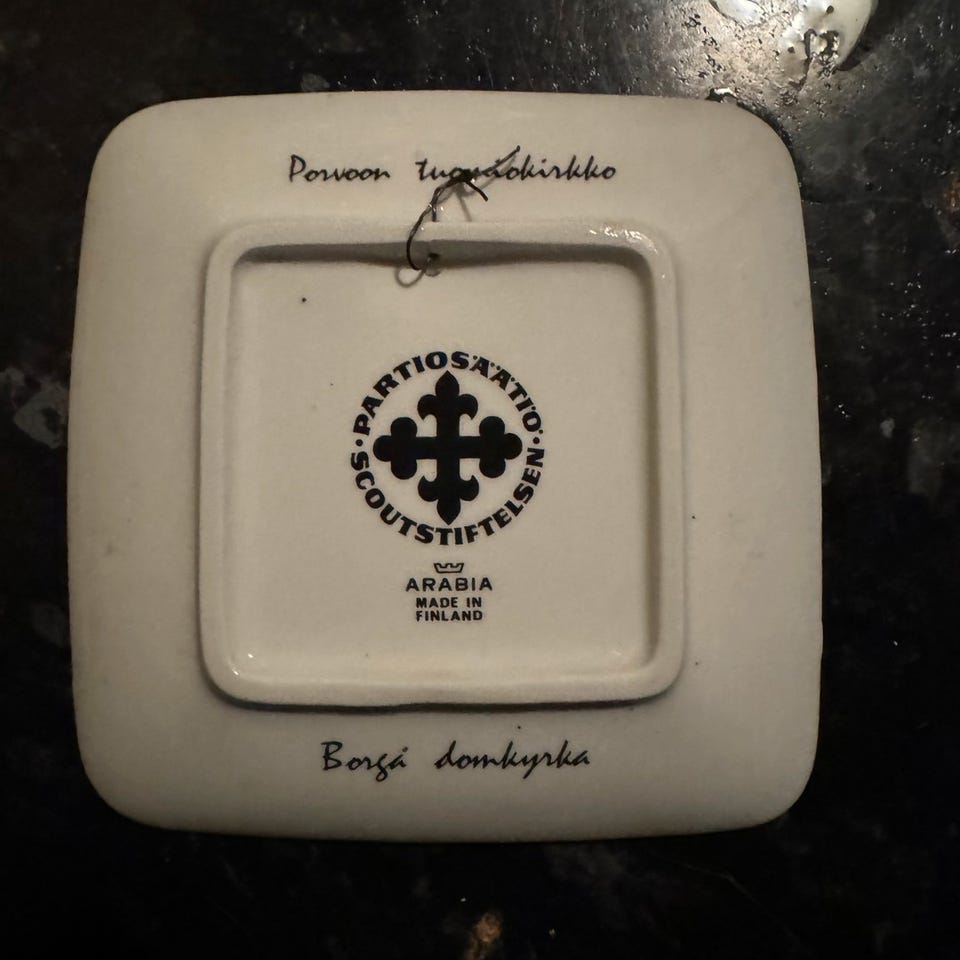 Porvoon tuomiokirkko
PARTIOSÄÄTIÖ
SCOUTSTIFTELSEN
ARABIA
MADE IN
FINLAND
Borgå domkyrka